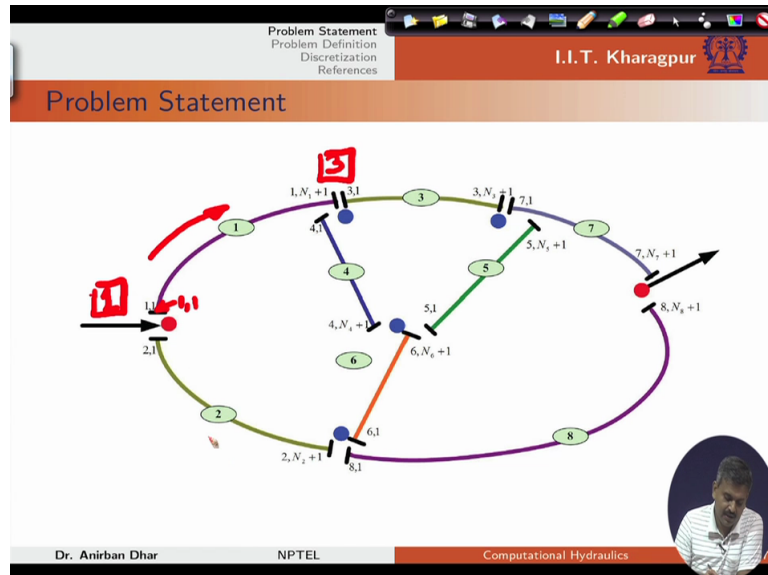 Problem Statement
Problem Definition
Discretization
References
I.I.T. Kharagpur
Problem Statement
3
1, N₁ +1
3,1
3
3, N₃ +1
7,1
1
4,1
7
5, N₅ +1
7, N₇ +1
4
5
1
1,1
1,1
8, N₈ +1
5,1
4, N₄ +1
2,1
6, N₆ +1
6
2
6,1
8
2, N₂ +1
8,1
Dr. Anirban Dhar
NPTEL
Computational Hydraulics